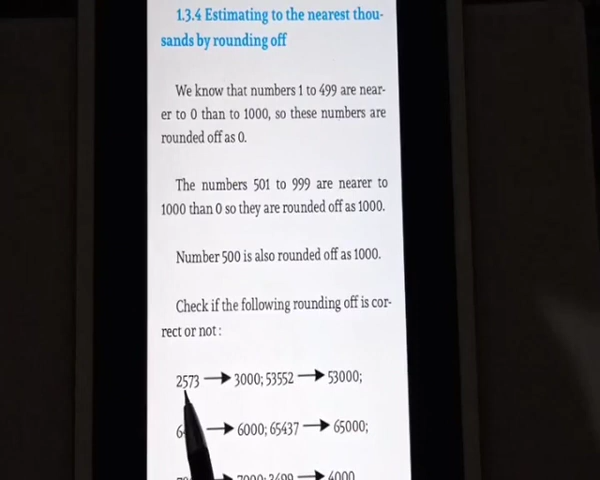 1.3.4 Estimating to the nearest thou-
sands by rounding off
We know that numbers 1 to 499 are near-
er to 0 than to 1000, so these numbers are
rounded off as 0.
The numbers 501 to 999 are nearer to
1000 than 0 so they are rounded off as 1000.
Number 500 is also rounded off as 1000.
Check if the following rounding off is cor-
rect or not :
2573 → 3000; 53552 → 53000;
→ 6000; 65437 → 65000;
→ 7000; → 4000